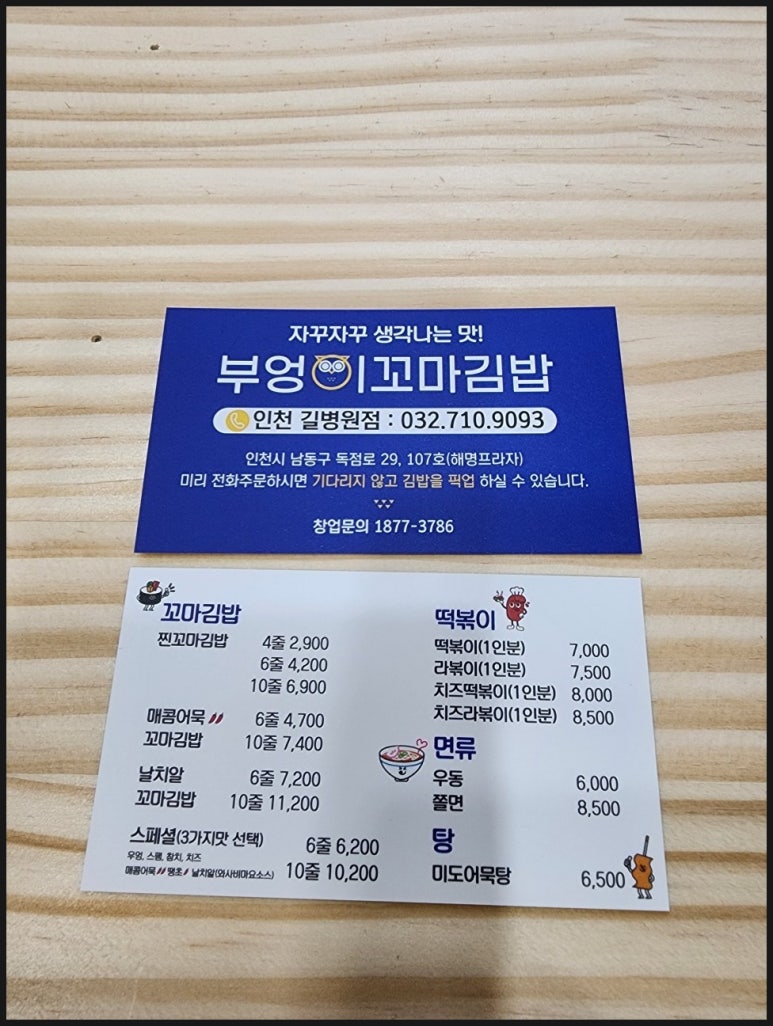 자꾸자꾸 생각나는 맛!
부엉이꼬마김밥
인천 길병원점 : 032.710.9093
인천시 남동구 독점로 29, 107호(해명프라자)
미리 전화주문하시면 기다리지 않고 김밥을 픽업 하실 수 있습니다.
창업문의 1877-3786
꼬마김밥
찐꼬마김밥 4줄 2,900
6줄 4,200
10줄 6,900
매콤어묵 6줄 4,700
꼬마김밥 10줄 7,400
날치알 6줄 7,200
꼬마김밥 10줄 11,200
스페셜(3가지맛 선택) 6줄 6,200
우엉, 스팸, 참치, 치즈
매콤어묵 땡초 날치알(와사비마요소스) 10줄 10,200
떡볶이
떡볶이(1인분) 7,000
라볶이(1인분) 7,500
치즈떡볶이(1인분) 8,000
치즈라볶이(1인분) 8,500
면류
우동 6,000
쫄면 8,500
탕
미도어묵탕 6,500